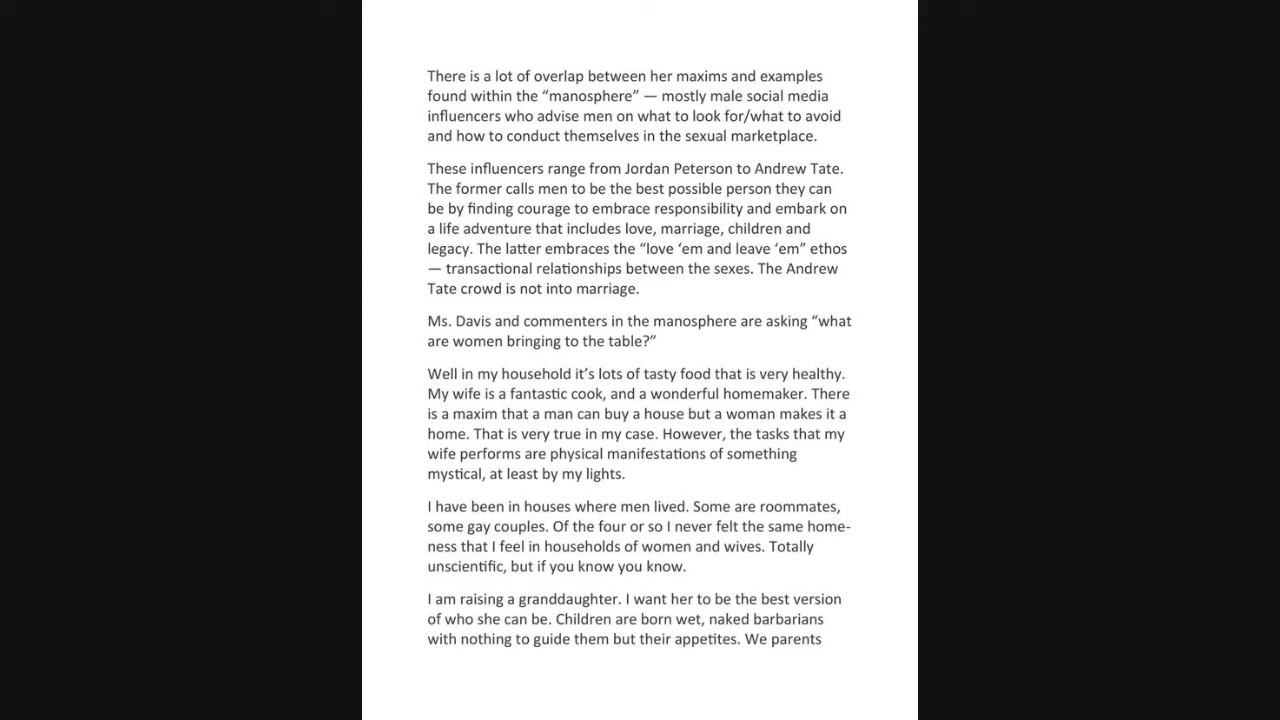 There is a lot of overlap between her maxims and examples
found within the “manosphere” — mostly male social media
influencers who advise men on what to look for/what to avoid
and how to conduct themselves in the sexual marketplace.
These influencers range from Jordan Peterson to Andrew Tate.
The former calls men to be the best possible person they can
be by finding courage to embrace responsibility and embark on
a life adventure that includes love, marriage, children and
legacy. The latter embraces the “love ‘em and leave ‘em” ethos
— transactional relationships between the sexes. The Andrew
Tate crowd is not into marriage.
Ms. Davis and commenters in the manosphere are asking “what
are women bringing to the table?”
Well in my household it’s lots of tasty food that is very healthy.
My wife is a fantastic cook, and a wonderful homemaker. There
is a maxim that a man can buy a house but a woman makes it a
home. That is very true in my case. However, the tasks that my
wife performs are physical manifestations of something
mystical, at least by my lights.
I have been in houses where men lived. Some are roommates,
some gay couples. Of the four or so I never felt the same home-
ness that I feel in households of women and wives. Totally
unscientific, but if you know you know.
I am raising a granddaughter. I want her to be the best version
of who she can be. Children are born wet, naked barbarians
with nothing to guide them but their appetites. We parents